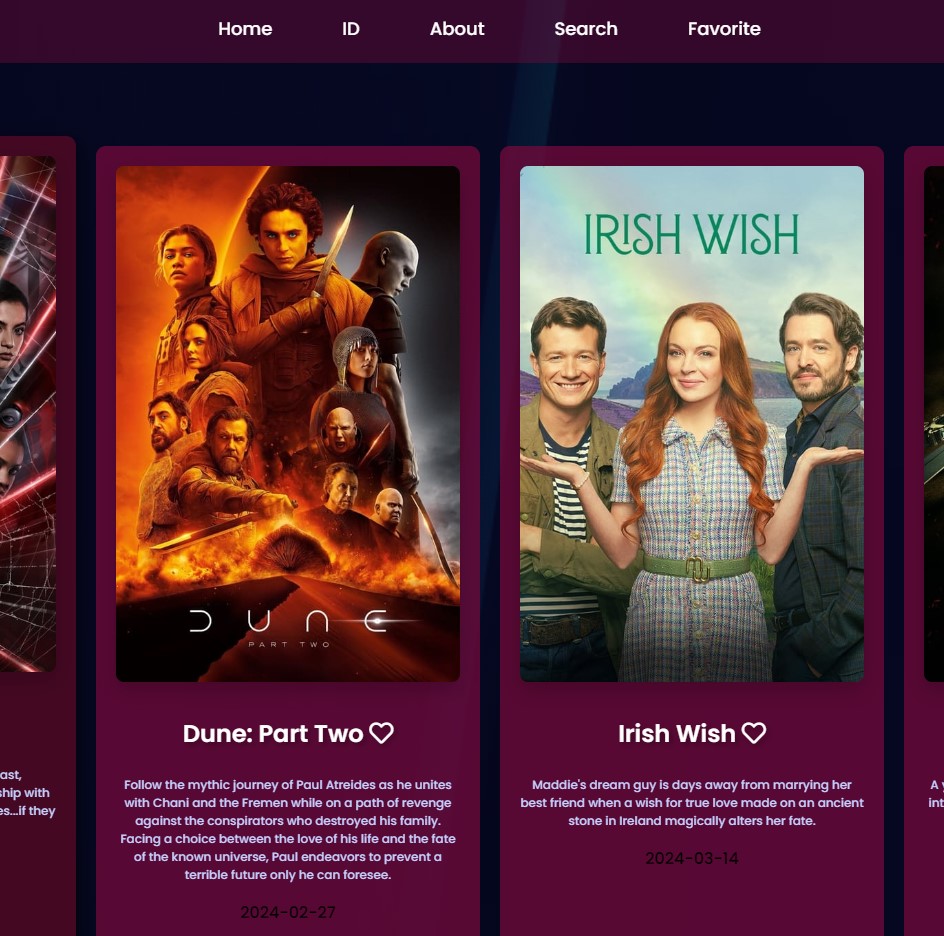 Home ID About Search Favorite
IRISH WISH
DUNE
PART TWO
ast,
ship with
es...if they
Dune: Part Two
Follow the mythic journey of Paul Atreides as he unites
with Chani and the Fremen while on a path of revenge
against the conspirators who destroyed his family.
Facing a choice between the love of his life and the fate
of the known universe, Paul endeavors to prevent a
terrible future only he can foresee.
2024-02-27
Irish Wish
Maddie's dream guy is days away from marrying her
best friend when a wish for true love made on an ancient
stone in Ireland magically alters her fate.
2024-03-14
A
int